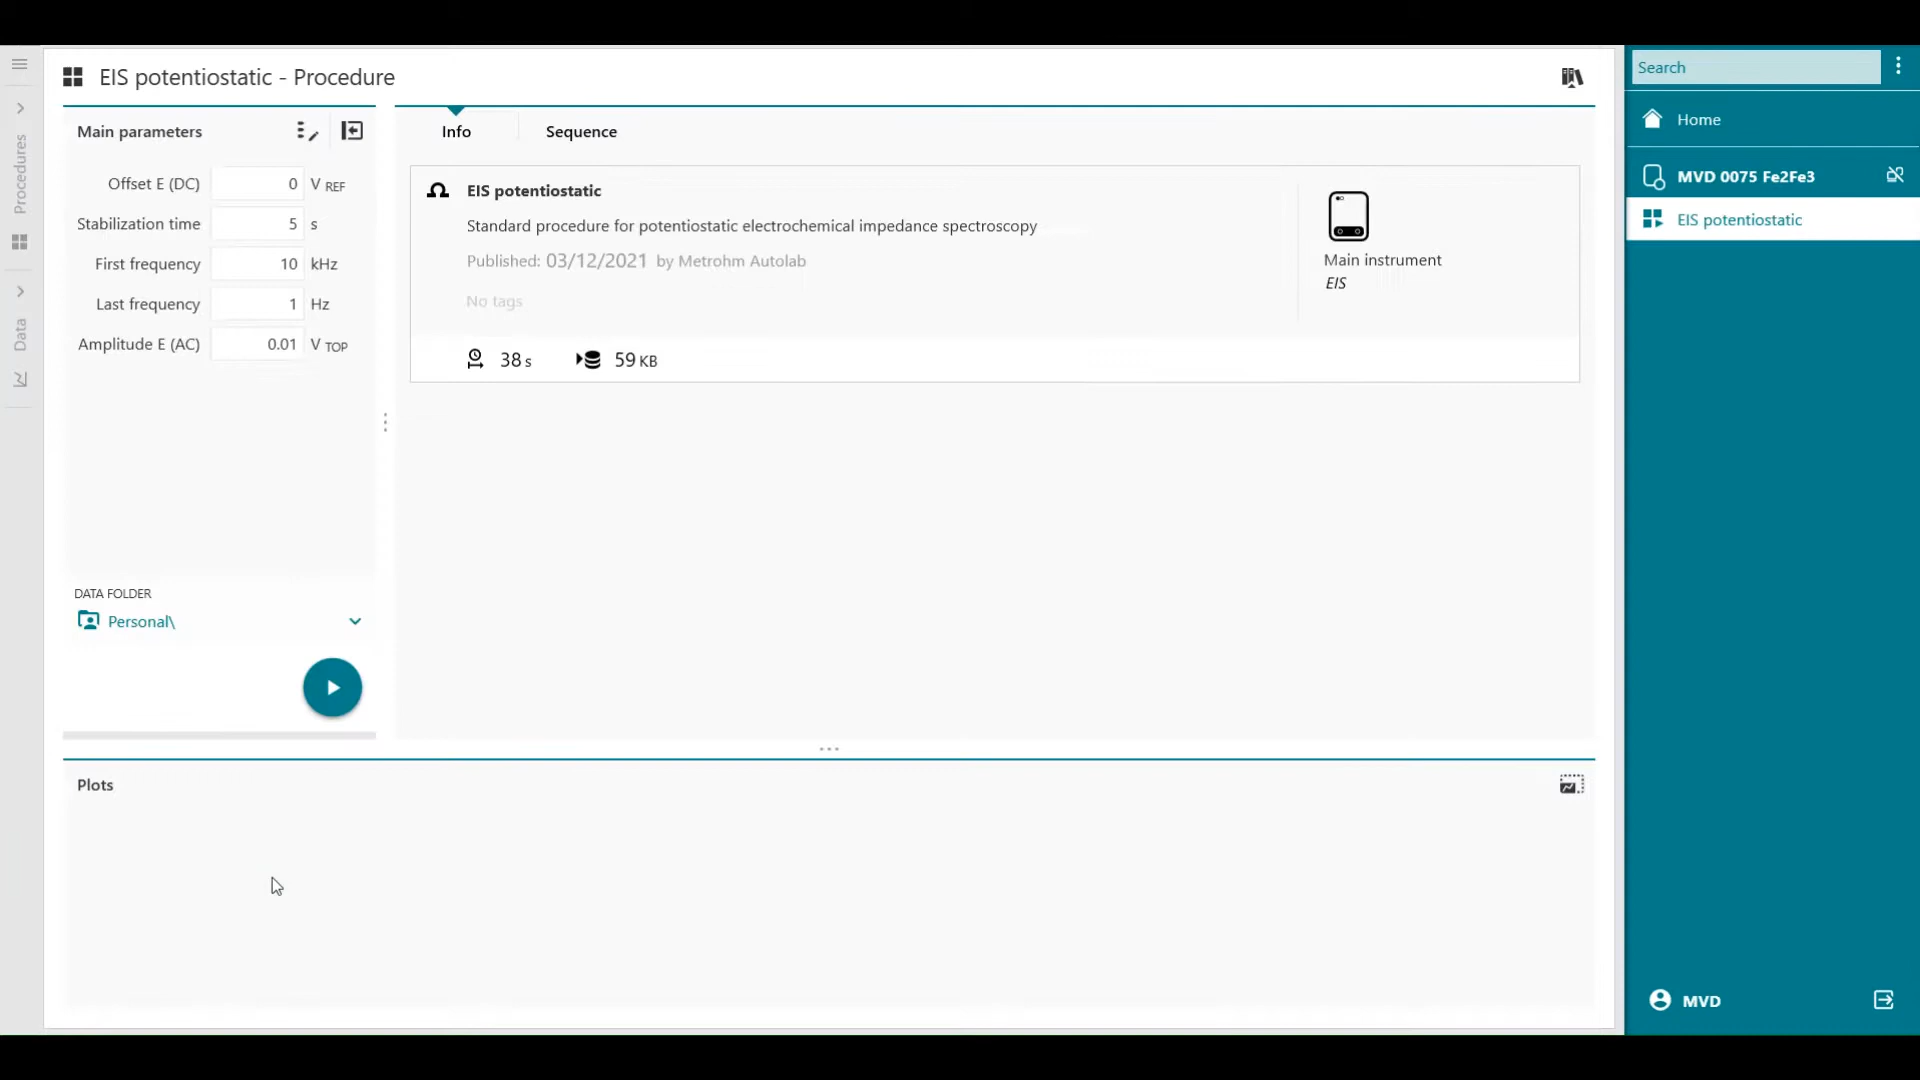 EIS potentiostatic - Procedure
Procedures
Data
Main parameters
Offset E (DC) 0 V REF
Stabilization time 5 s
First frequency 10 kHz
Last frequency 1 Hz
Amplitude E (AC) 0.01 V TOP
DATA FOLDER
Personal\
Info Sequence
EIS potentiostatic
Standard procedure for potentiostatic electrochemical impedance spectroscopy
Published: 03/12/2021 by Metrohm Autolab
No tags
Main instrument
EIS
38 s 59 KB
Plots
Search
Home
MVD 0075 Fe2Fe3
EIS potentiostatic
MVD